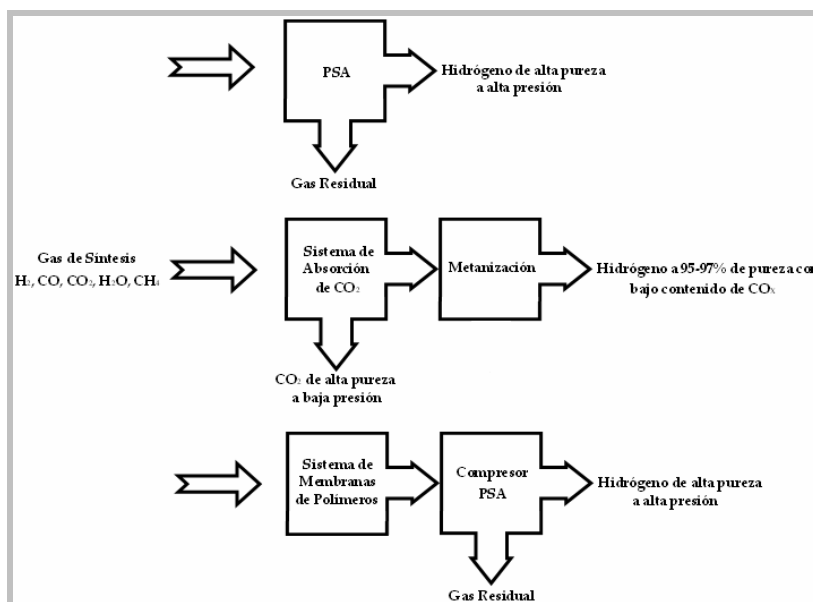 PSA
Hidrógeno de alta pureza
a alta presión
Gas Residual
Gas de Síntesis
H₂, CO, CO₂, H₂O, CH₄
Sistema de
Absorción
de CO₂
Metanización
Hidrógeno a 95-97% de pureza con
bajo contenido de COₓ
CO₂ de alta pureza
a baja presión
Sistema de
Membranas
de Polímeros
Compresor
PSA
Hidrógeno de alta pureza
a alta presión
Gas Residual